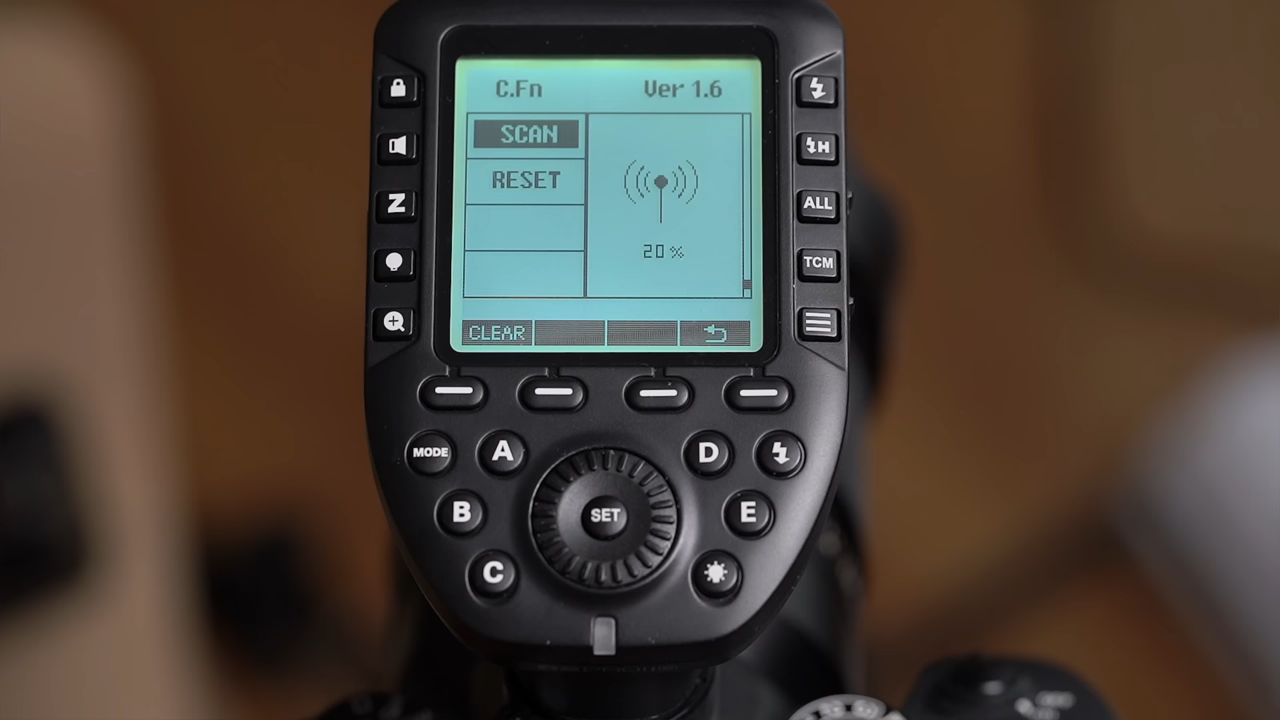 C.Fn Ver 1.6
SCAN
RESET
20%
CLEAR
Z
H
ALL
TCM
MODE A D
B SET E
C